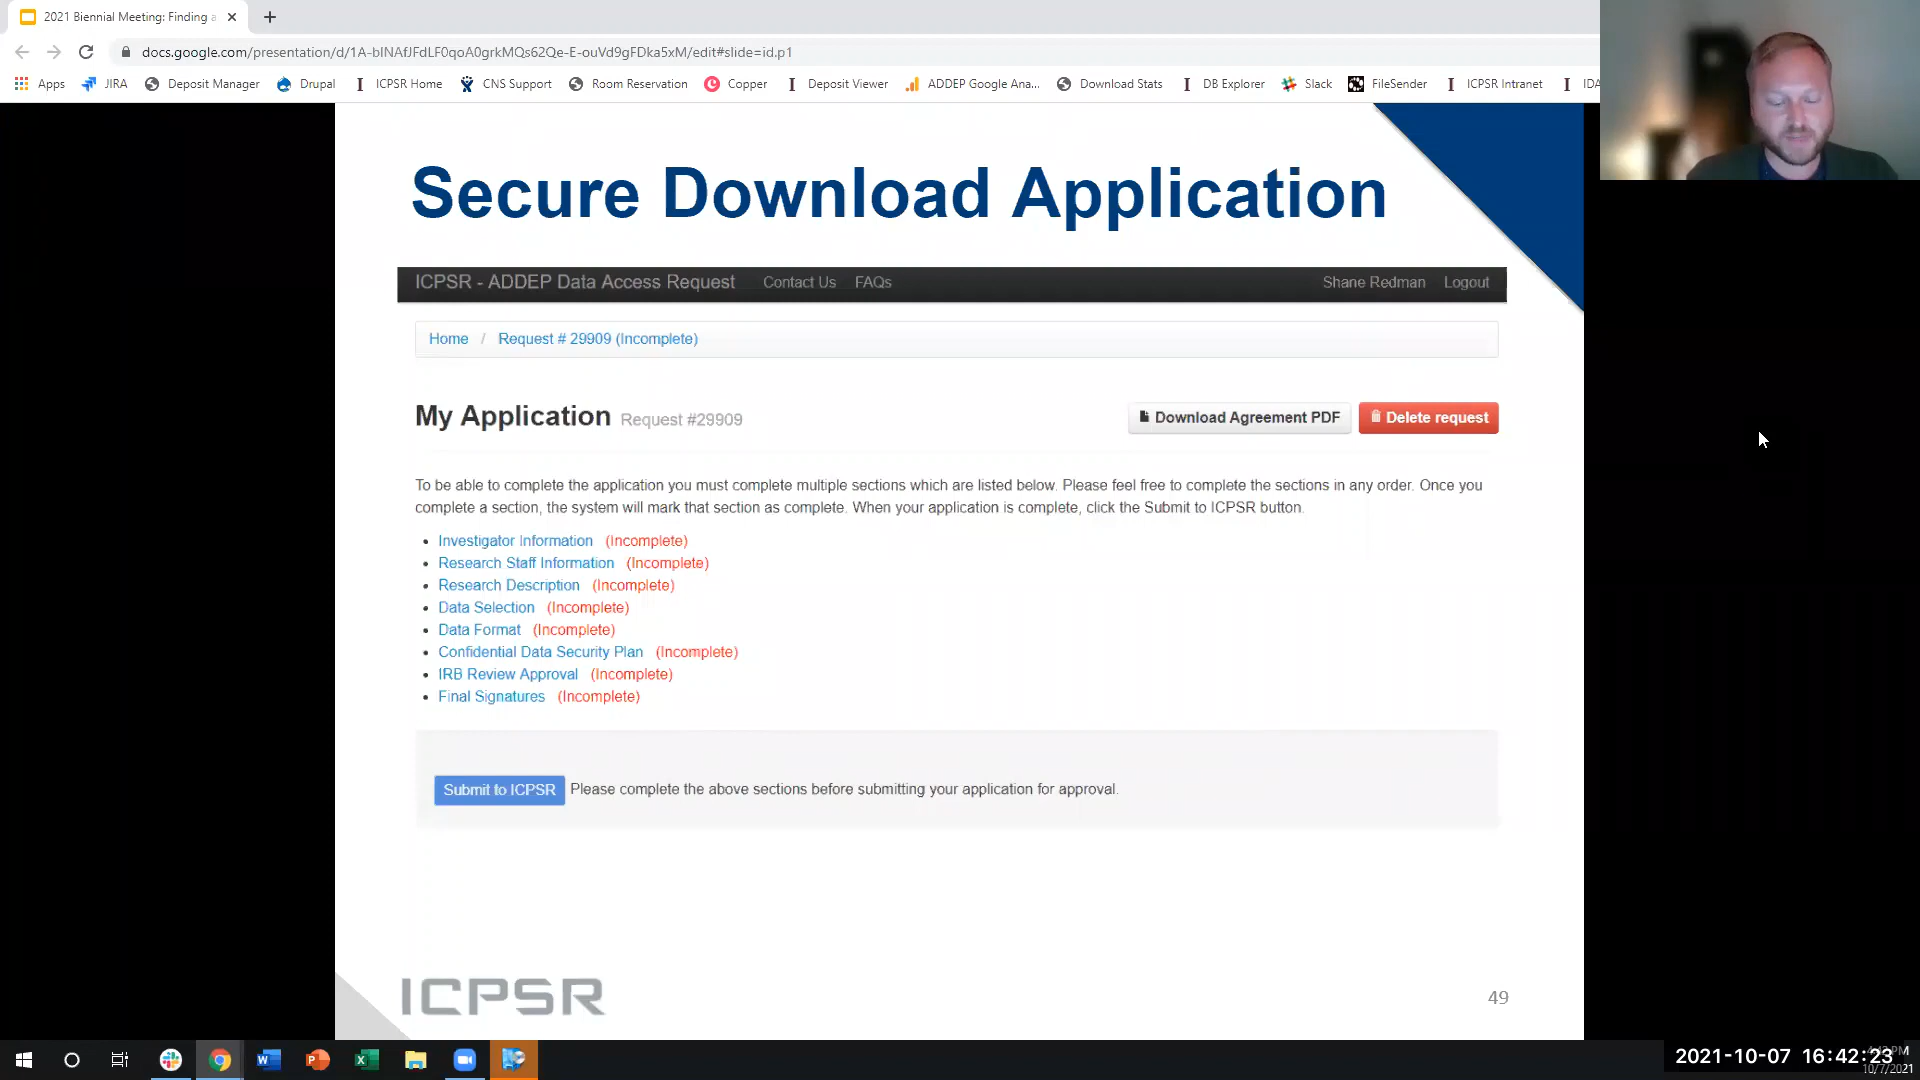 2021 Biennial Meeting: Finding a
docs.google.com/presentation/d/1A-bINAfJFdLF0qoA0grkMQs62Qe-E-ouVd9gFDka5xM/edit#slide=id.p1
Apps JIRA Deposit Manager Drupal ICPSR Home CNS Support Room Reservation Copper Deposit Viewer ADDEP Google Ana... Download Stats DB Explorer Slack FileSender ICPSR Intranet IDA
Secure Download Application
ICPSR - ADDEP Data Access Request Contact Us FAQs Shane Redman Logout
Home / Request # 29909 (Incomplete)
My Application Request #29909 Download Agreement PDF Delete request
To be able to complete the application you must complete multiple sections which are listed below. Please feel free to complete the sections in any order. Once you
complete a section, the system will mark that section as complete. When your application is complete, click the Submit to ICPSR button.
• Investigator Information (Incomplete)
• Research Staff Information (Incomplete)
• Research Description (Incomplete)
• Data Selection (Incomplete)
• Data Format (Incomplete)
• Confidential Data Security Plan (Incomplete)
• IRB Review Approval (Incomplete)
• Final Signatures (Incomplete)
Submit to ICPSR Please complete the above sections before submitting your application for approval.
ICPSR 49
2021-10-07 16:42:23
10/7/2021